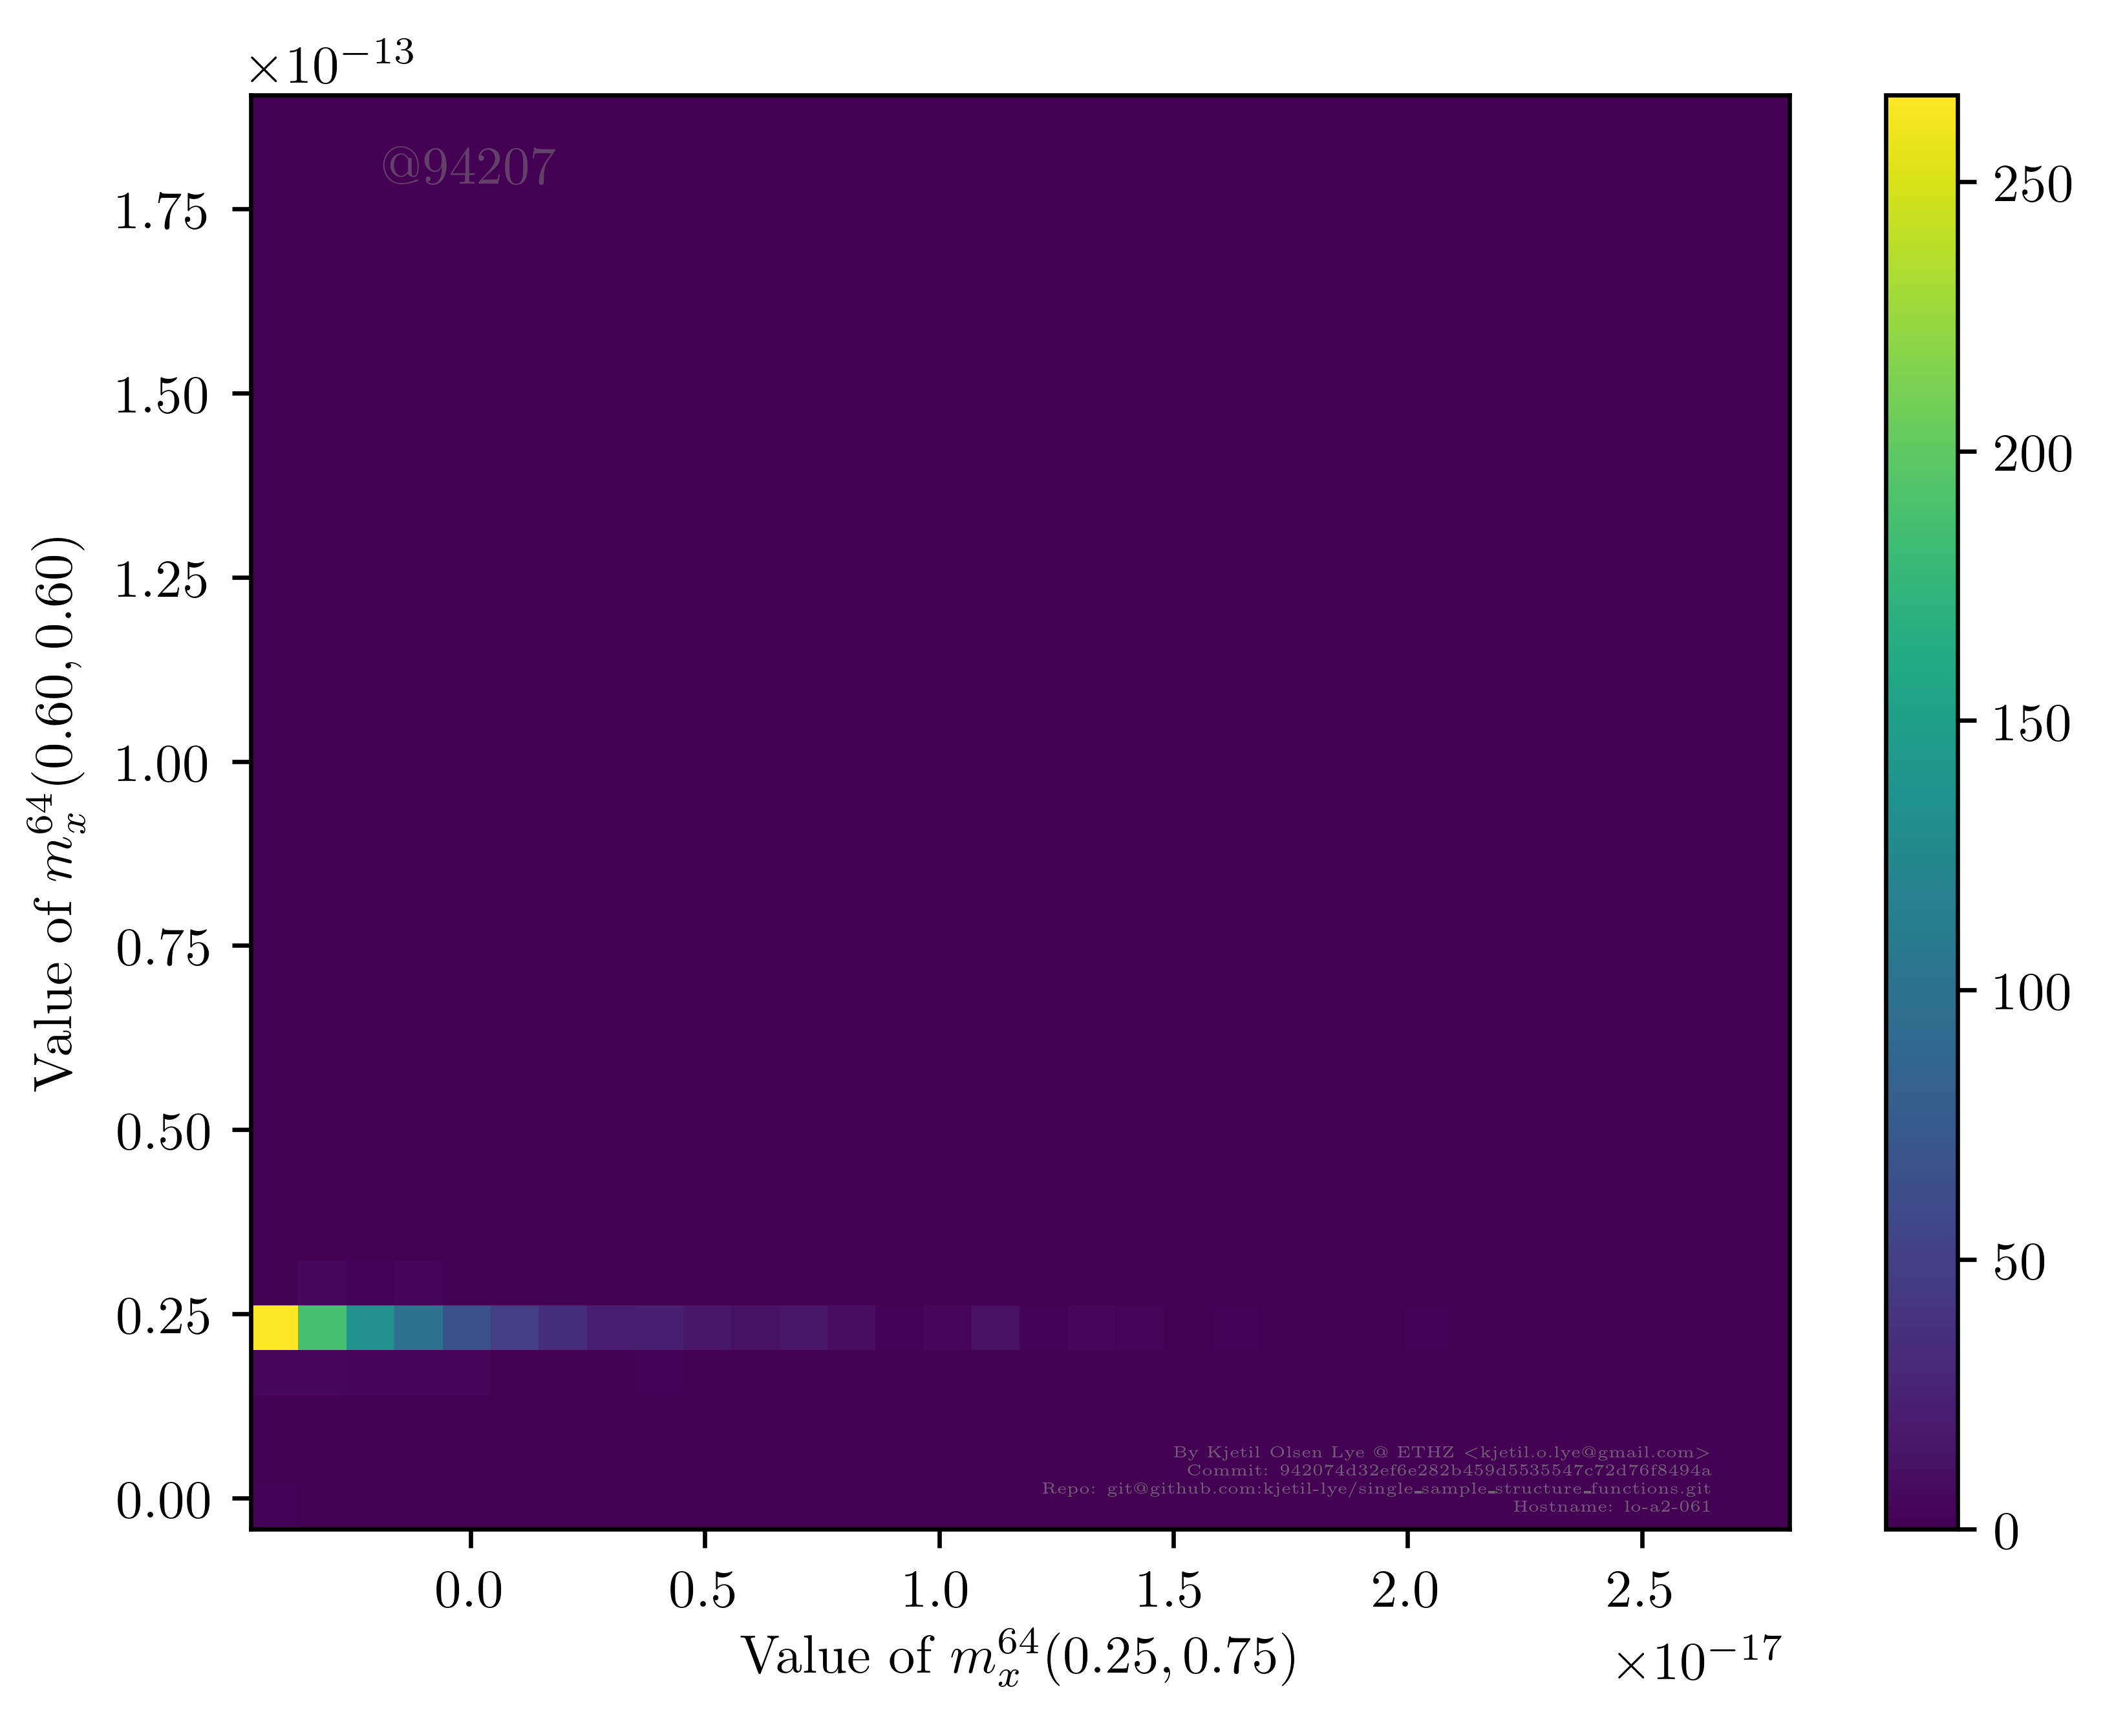 ×10⁻¹³
@94207
1.75
1.50
1.25
1.00
0.75
0.50
0.25
0.00
Value of m_x^64(0.60, 0.60)
0.0 0.5 1.0 1.5 2.0 2.5
Value of m_x^64(0.25, 0.75)
×10⁻¹⁷
250
200
150
100
50
0
By Kjetil Olsen Lye @ ETHZ <kjetil.o.lye@gmail.com>
Commit: 942074d32ef6e282b459d5535547c72d76f8494a
Repo: git@github.com:kjetil-lye/single_sample_structure_functions.git
Hostname: lo-a2-061